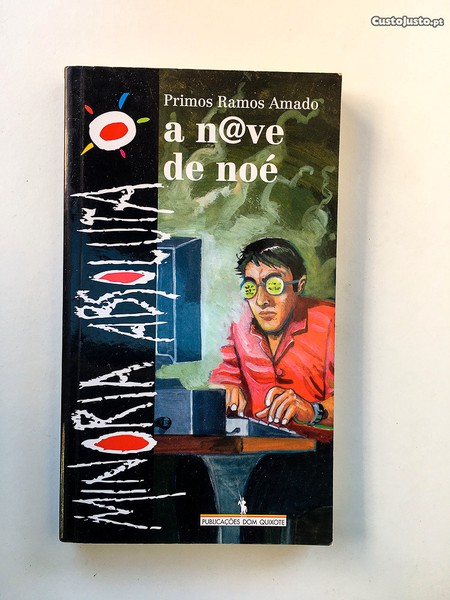 CustoJusto.pt
Primos Ramos Amado
a n@ve
de noé
MINORIA ABSOLUTA
PUBLICAÇÕES DOM QUIXOTE